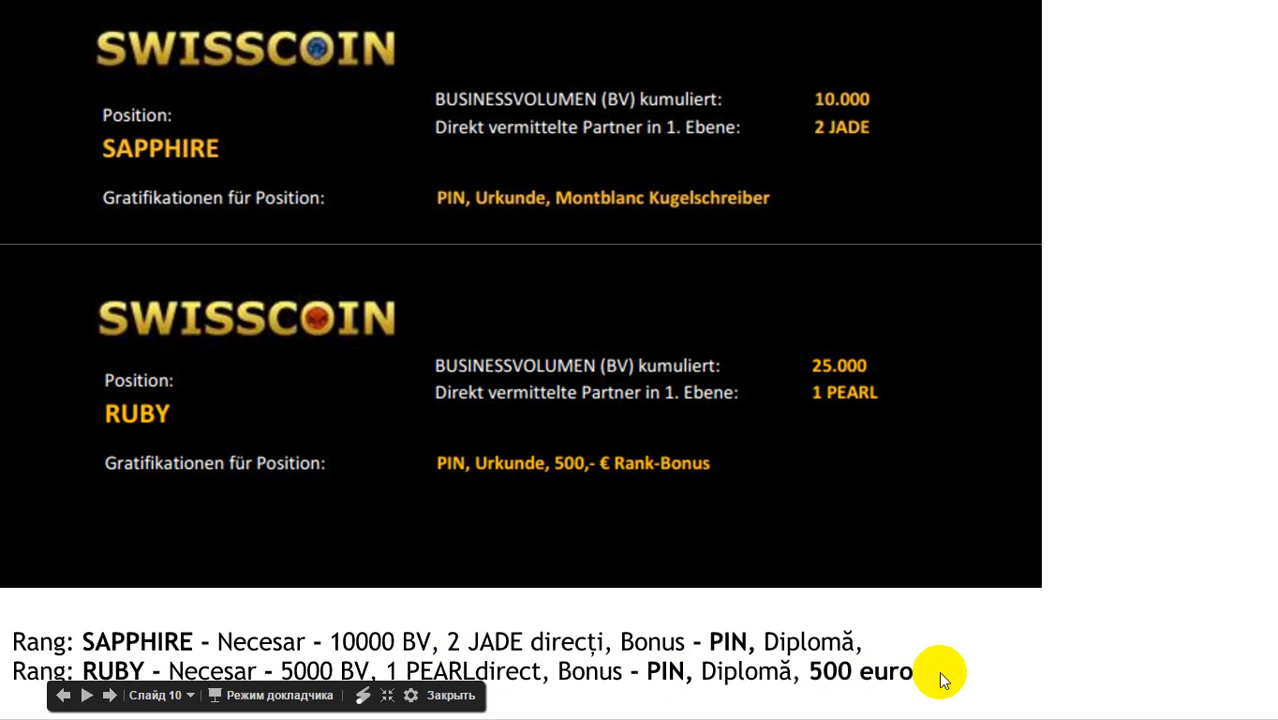 SWISSCOIN
Position:
SAPPHIRE
BUSINESSVOLUMEN (BV) kumuliert: 10.000
Direkt vermittelte Partner in 1. Ebene: 2 JADE
Gratifikationen für Position: PIN, Urkunde, Montblanc Kugelschreiber
SWISSCOIN
Position:
RUBY
BUSINESSVOLUMEN (BV) kumuliert: 25.000
Direkt vermittelte Partner in 1. Ebene: 1 PEARL
Gratifikationen für Position: PIN, Urkunde, 500,- € Rank-Bonus
Rang: SAPPHIRE - Necesar - 10000 BV, 2 JADE direcți, Bonus - PIN, Diplomă,
Rang: RUBY - Necesar - 5000 BV, 1 PEARLdirect, Bonus - PIN, Diplomă, 500 euro
Слайд 10 Режим докладчика Закрыть